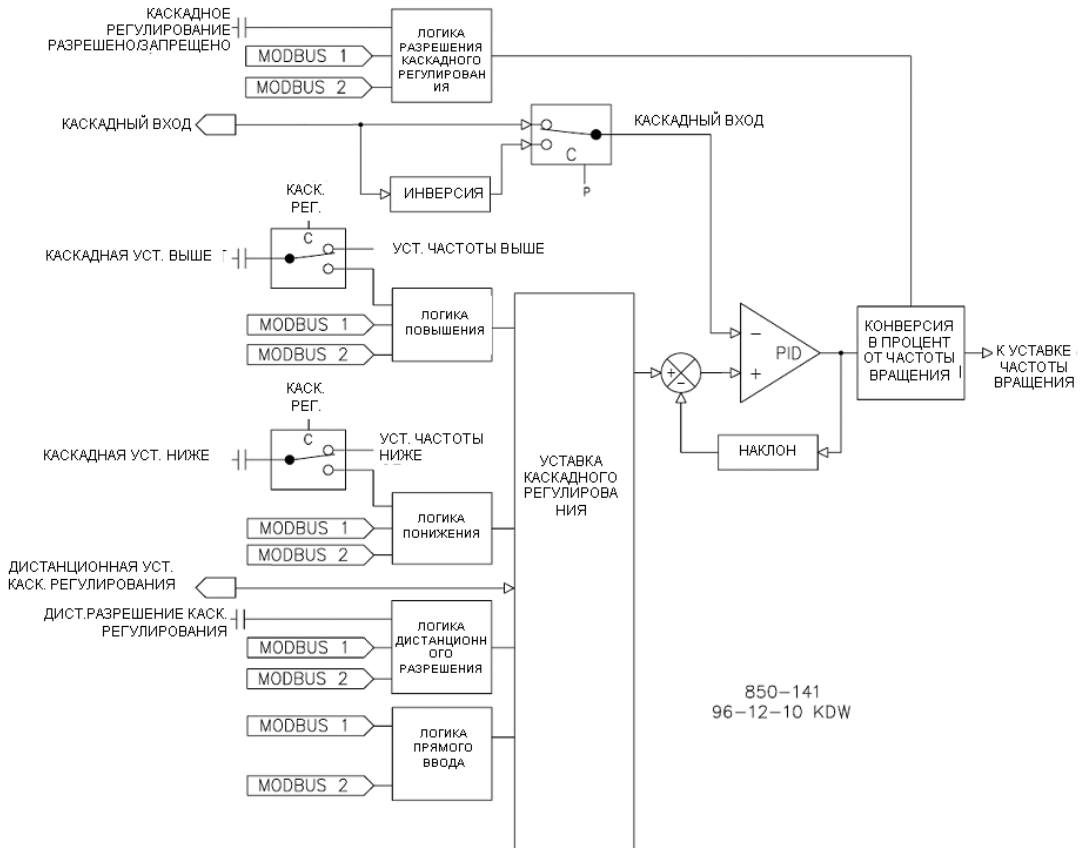 КАСКАДНОЕ
РЕГУЛИРОВАНИЕ
РАЗРЕШЕНО/ЗАПРЕЩЕНО
MODBUS 1
MODBUS 2
ЛОГИКА
РАЗРЕШЕНИЯ
КАСКАДНОГО
РЕГУЛИРОВАН
ИЯ
КАСКАДНЫЙ ВХОД
C
P
КАСКАДНЫЙ ВХОД
ИНВЕРСИЯ
КАСК.
РЕГ.
C
КАСКАДНАЯ УСТ. ВЫШЕ
УСТ. ЧАСТОТЫ ВЫШЕ
MODBUS 1
MODBUS 2
ЛОГИКА
ПОВЫШЕНИЯ
КАСК.
РЕГ.
C
КАСКАДНАЯ УСТ. НИЖЕ
УСТ. ЧАСТОТЫ
НИЖЕ
MODBUS 1
MODBUS 2
ЛОГИКА
ПОНИЖЕНИЯ
ДИСТАНЦИОННАЯ УСТ.
КАСК. РЕГУЛИРОВАНИЯ
ДИСТ.РАЗРЕШЕНИЕ КАСК.
РЕГУЛИРОВАНИЯ
MODBUS 1
MODBUS 2
ЛОГИКА
ДИСТАНЦИОНН
ОГО
РАЗРЕШЕНИЯ
MODBUS 1
MODBUS 2
ЛОГИКА
ПРЯМОГО
ВВОДА
УСТАВКА
КАСКАДНОГО
РЕГУЛИРОВА
НИЯ
+
-
-
+
PID
НАКЛОН
КОНВЕРСИЯ
В ПРОЦЕНТ
ОТ ЧАСТОТЫ
ВРАЩЕНИЯ
К УСТАВКЕ
ЧАСТОТЫ
ВРАЩЕНИЯ
850-141
96-12-10 KDW